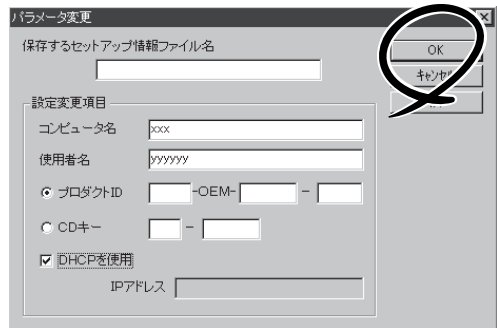 パラメータ変更
保存するセットアップ情報ファイル名
OK
キャンセル
設定変更項目
コンピュータ名 xxx
使用者名 yyyyyy
プロダクトID -OEM- -
CDキー -
DHCPを使用
IPアドレス